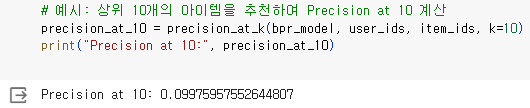 # 예시: 상위 10개의 아이템을 추천하여 Precision at 10 계산
precision_at_10 = precision_at_k(bpr_model, user_ids, item_ids, k=10)
print("Precision at 10:", precision_at_10)
Precision at 10: 0.09975957552644807